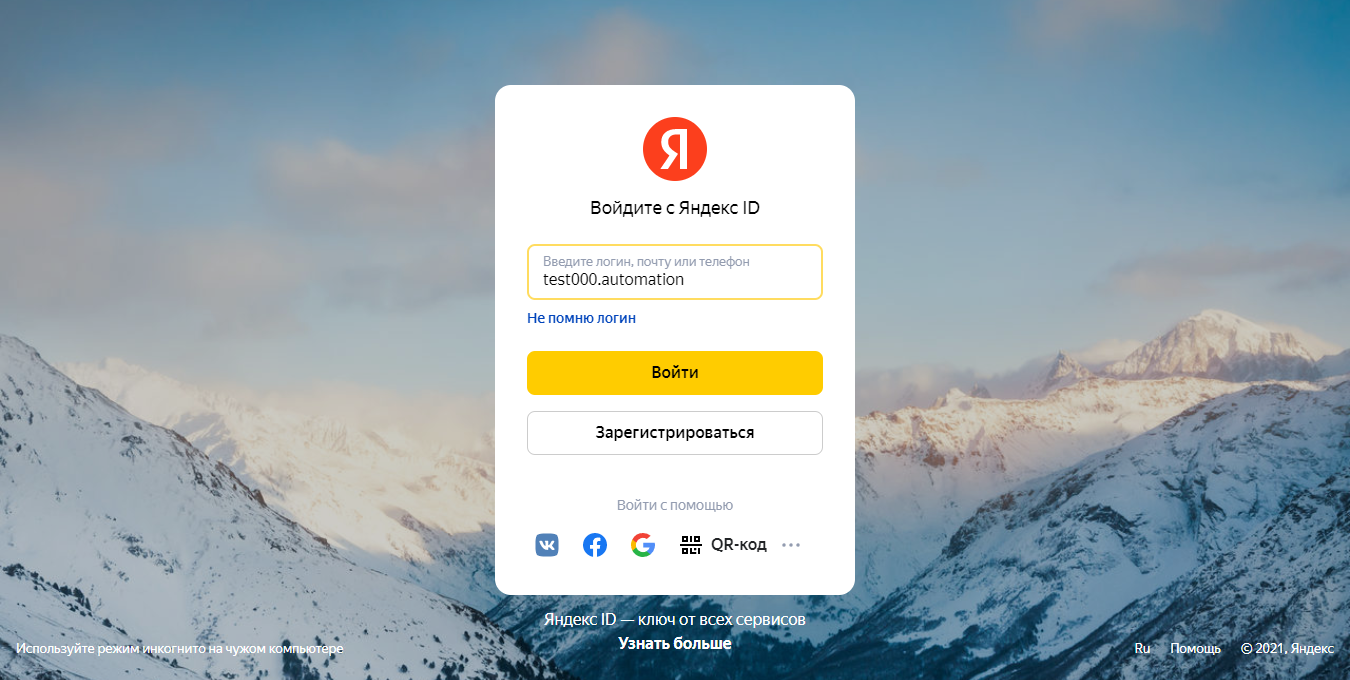 Я
Войдите с Яндекс ID
Введите логин, почту или телефон
test000.automation
Не помню логин
Войти
Зарегистрироваться
Войти с помощью
QR-код
Яндекс ID — ключ от всех сервисов
Узнать больше
Используйте режим инкогнито на чужом компьютере
Ru Помощь © 2021, Яндекс